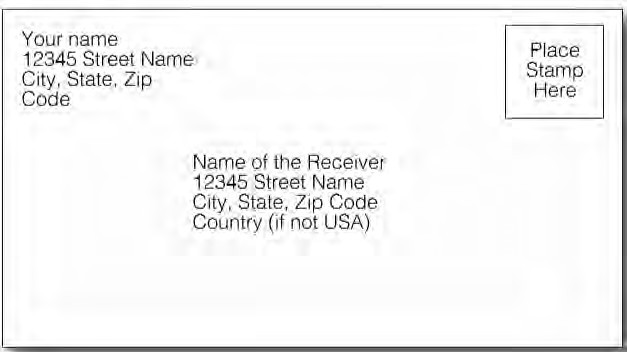 Your name
12345 Street Name
City, State, Zip
Code
Place
Stamp
Here
Name of the Receiver
12345 Street Name
City, State, Zip Code
Country (if not USA)